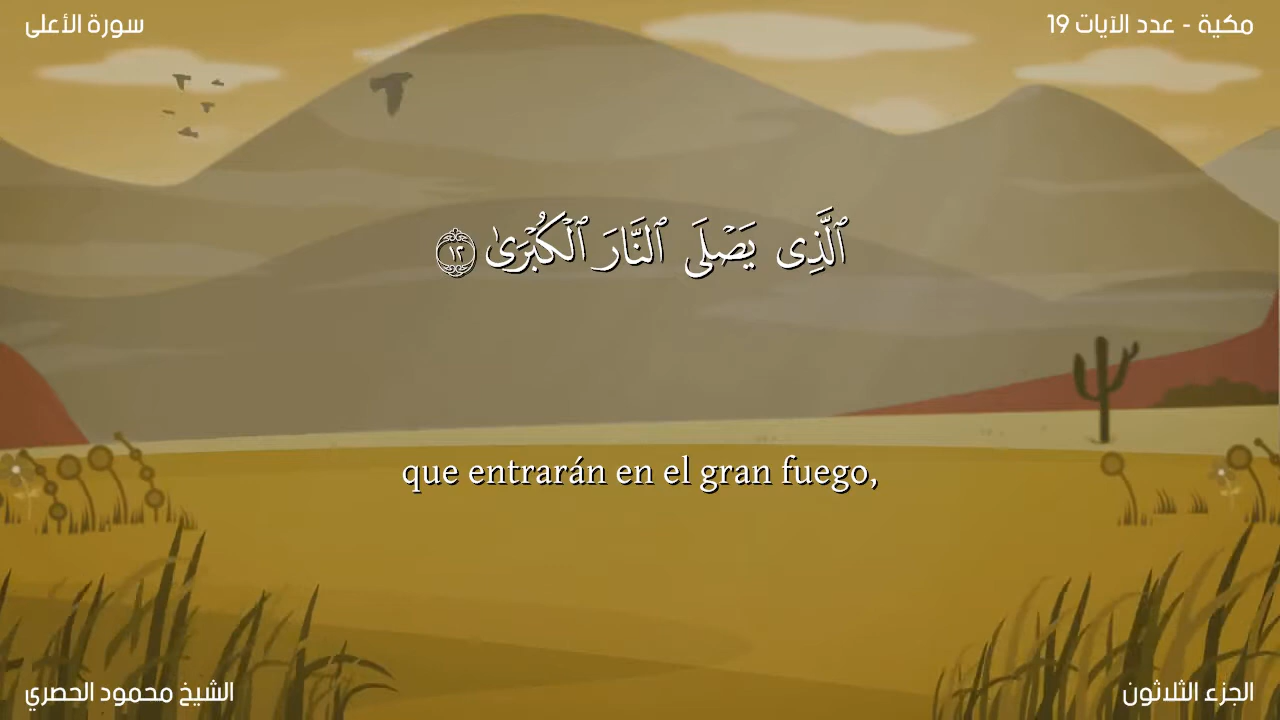 سورة الأعلى
مكية - عدد الآيات 19
ٱلَّذِى يَصْلَى ٱلنَّارَ ٱلْكُبْرَىٰ ١٢
que entrarán en el gran fuego,
الشيخ محمود الحصري
الجزء الثلاثون